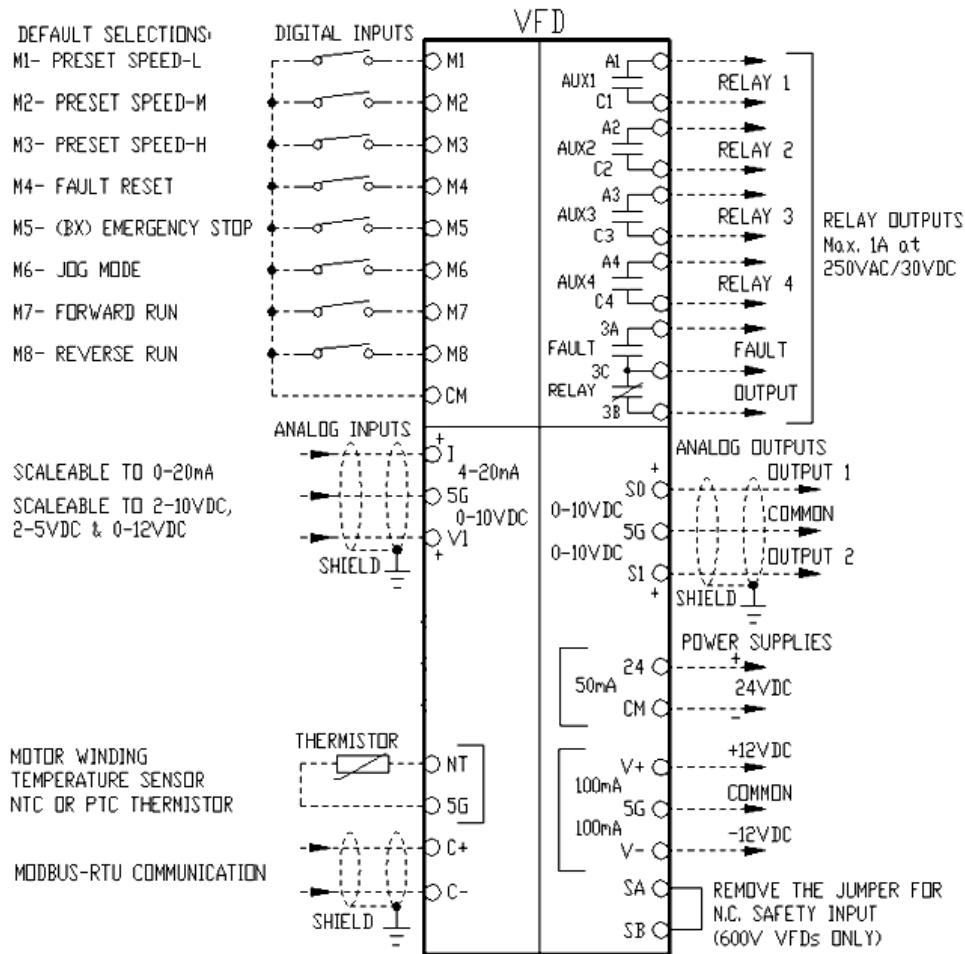 VFD
DEFAULT SELECTIONS:
DIGITAL INPUTS
M1- PRESET SPEED-L
M2- PRESET SPEED-M
M3- PRESET SPEED-H
M4- FAULT RESET
M5- (BX) EMERGENCY STOP
M6- JOG MODE
M7- FORWARD RUN
M8- REVERSE RUN
M1
M2
M3
M4
M5
M6
M7
M8
CM
A1
AUX1
C1
RELAY 1
A2
AUX2
C2
RELAY 2
A3
AUX3
C3
RELAY 3
A4
AUX4
C4
RELAY 4
3A
FAULT
3C
RELAY
3B
FAULT
OUTPUT
RELAY OUTPUTS
Max. 1A at
250VAC/30VDC
ANALOG INPUTS
SCALEABLE TO 0-20mA
SCALEABLE TO 2-10VDC,
2-5VDC & 0-12VDC
+
I
4-20mA
5G
0-10VDC
V1
+
SHIELD
ANALOG OUTPUTS
+
S0
OUTPUT 1
0-10VDC
5G
COMMON
0-10VDC
S1
OUTPUT 2
+
SHIELD
POWER SUPPLIES
24
+
50mA
24VDC
CM
-
V+
+12VDC
100mA
5G
COMMON
100mA
V-
-12VDC
SA
SB
REMOVE THE JUMPER FOR
N.C. SAFETY INPUT
(600V VFDs ONLY)
THERMISTOR
MOTOR WINDING
TEMPERATURE SENSOR
NTC OR PTC THERMISTOR
NT
5G
MODBUS-RTU COMMUNICATION
C+
C-
SHIELD